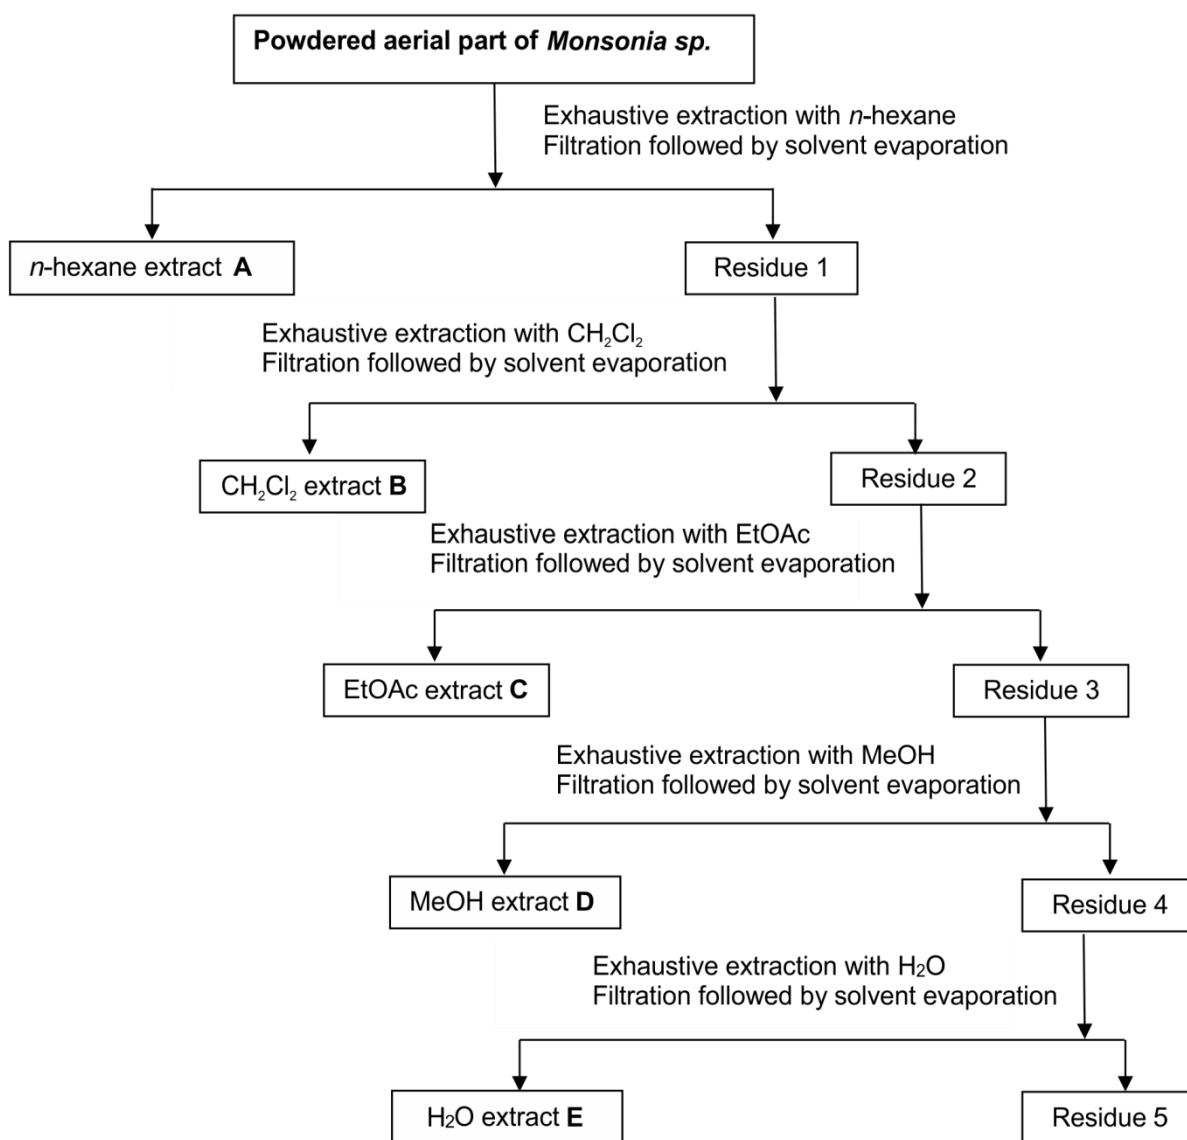 Powdered aerial part of Monsonia sp.
Exhaustive extraction with n-hexane
Filtration followed by solvent evaporation
n-hexane extract A
Residue 1
Exhaustive extraction with CH₂Cl₂
Filtration followed by solvent evaporation
CH₂Cl₂ extract B
Residue 2
Exhaustive extraction with EtOAc
Filtration followed by solvent evaporation
EtOAc extract C
Residue 3
Exhaustive extraction with MeOH
Filtration followed by solvent evaporation
MeOH extract D
Residue 4
Exhaustive extraction with H₂O
Filtration followed by solvent evaporation
H₂O extract E
Residue 5